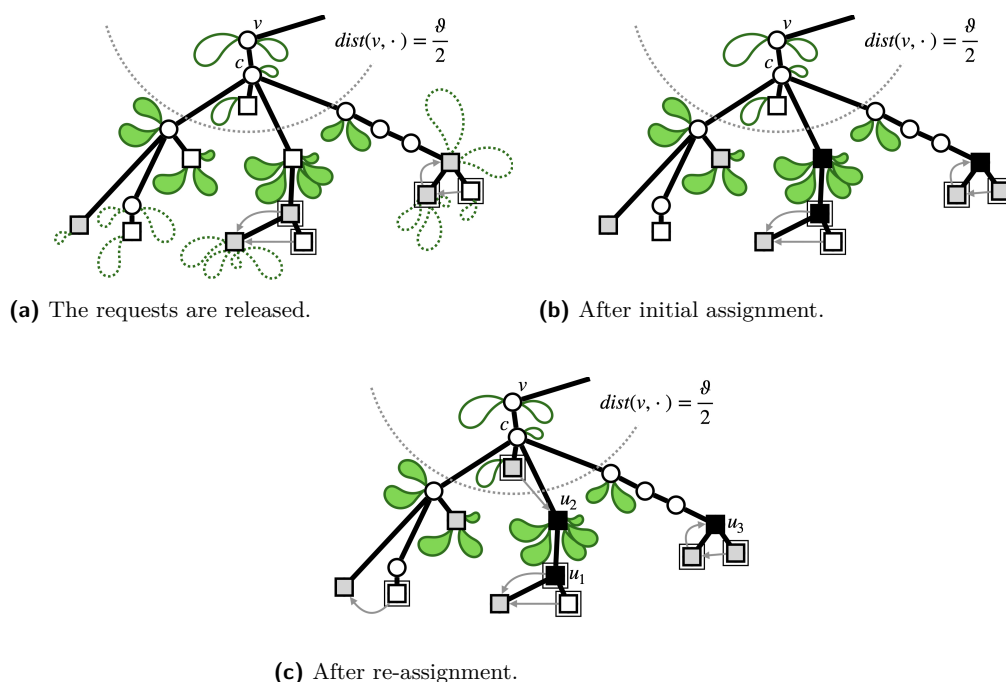 v
dist(v, ·) = ϑ/2
c
v
dist(v, ·) = ϑ/2
c
(a) The requests are released.
(b) After initial assignment.
v
dist(v, ·) = ϑ/2
c
u₂
u₃
u₁
(c) After re-assignment.